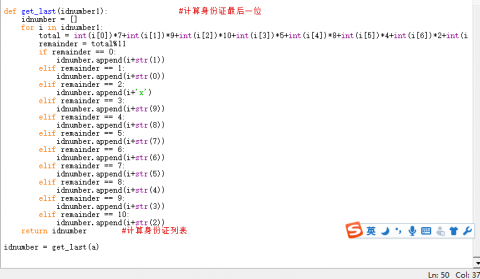 def get_last(idnumber1):                #计算身份证最后一位
    idnumber = []
    for i in idnumber1:
        total = int(i[0])*7+int(i[1])*9+int(i[2])*10+int(i[3])*5+int(i[4])*8+int(i[5])*4+int(i[6])*2+int(i
        remainder = total%11
        if remainder == 0:
            idnumber.append(i+str(1))
        elif remainder == 1:
            idnumber.append(i+str(0))
        elif remainder == 2:
            idnumber.append(i+'x')
        elif remainder == 3:
            idnumber.append(i+str(9))
        elif remainder == 4:
            idnumber.append(i+str(8))
        elif remainder == 5:
            idnumber.append(i+str(7))
        elif remainder == 6:
            idnumber.append(i+str(6))
        elif remainder == 7:
            idnumber.append(i+str(5))
        elif remainder == 8:
            idnumber.append(i+str(4))
        elif remainder == 9:
            idnumber.append(i+str(3))
        elif remainder == 10:
            idnumber.append(i+str(2))
    return idnumber        #计算身份证列表
idnumber = get_last(a)
S 英
Ln: 50 Col: 37